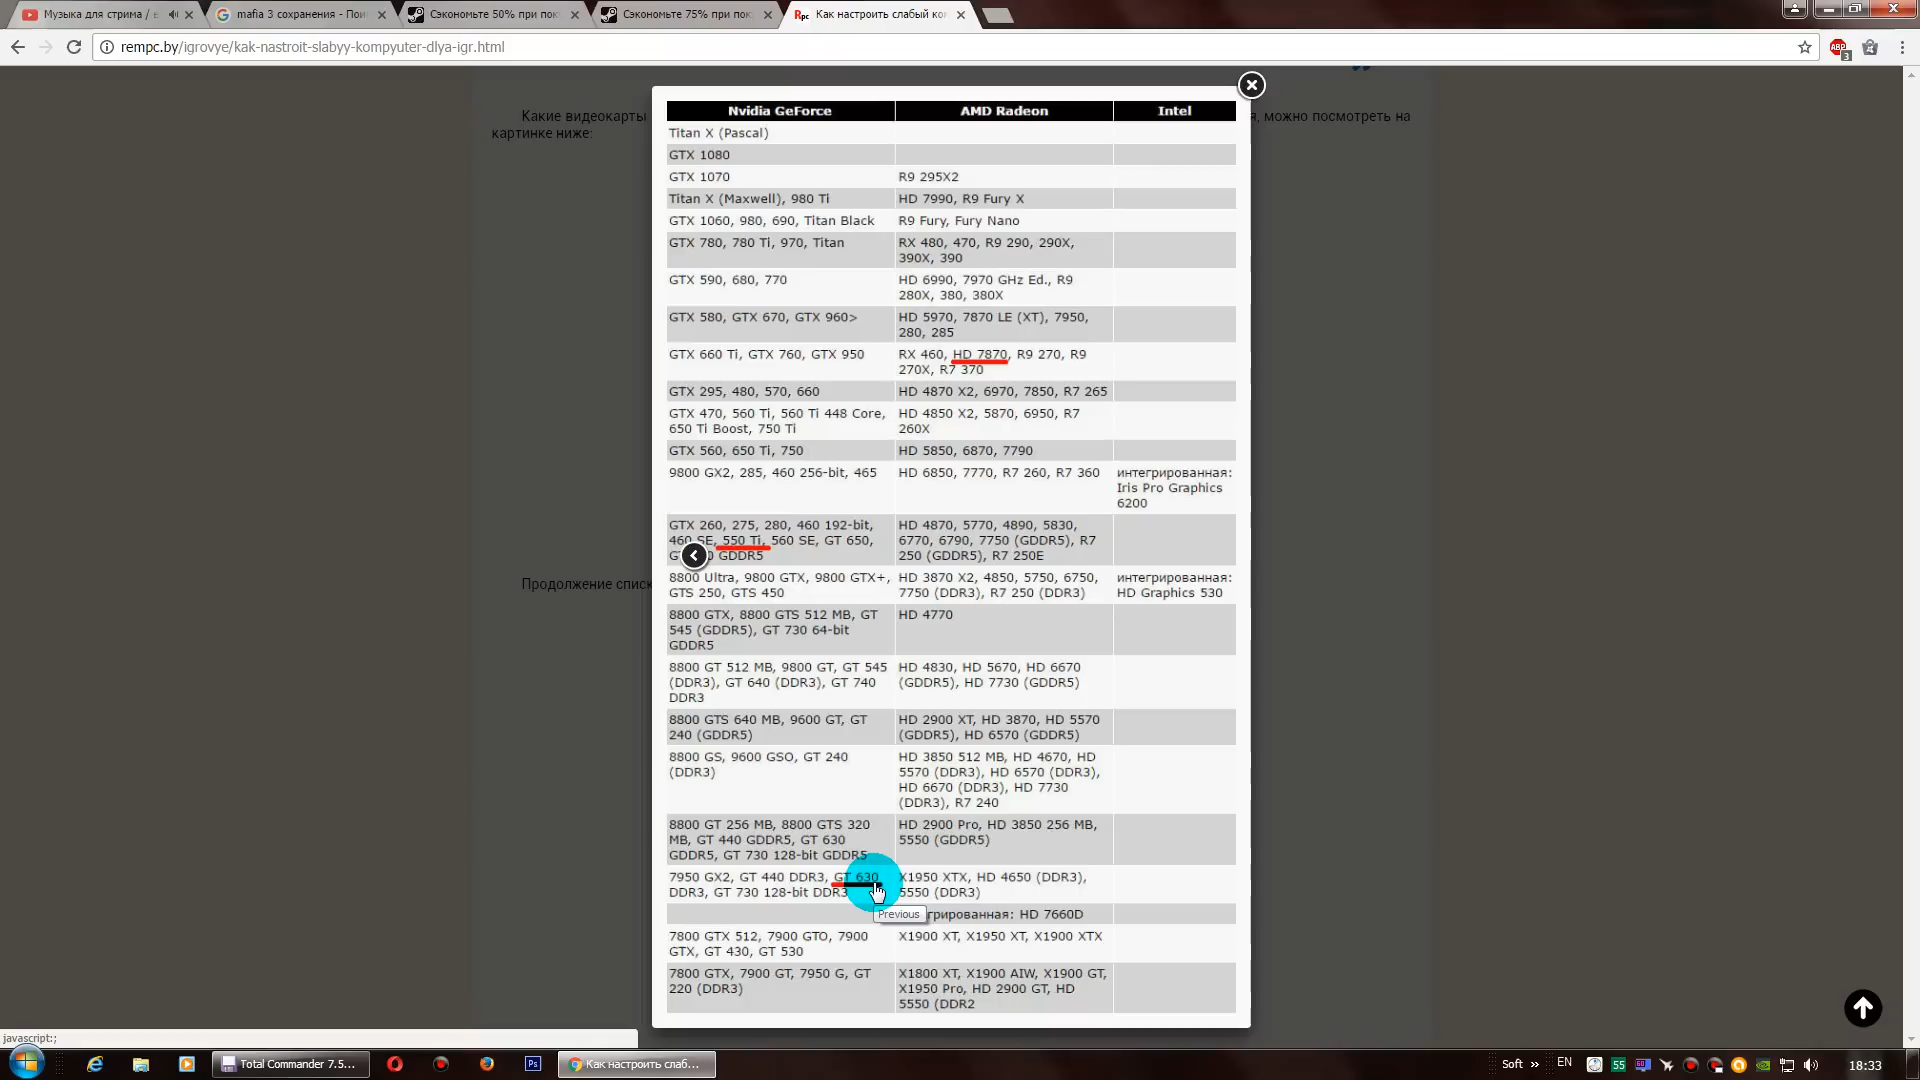 Музыка для стрима / в
mafia 3 сохранения - Пои
Сэкономьте 50% при пок
Сэкономьте 75% при пок
Rpc
Как настроить слабый ко
rempc.by/igrovye/kak-nastroit-slabyy-kompyuter-dlya-igr.html
ABP
3
Какие видеокарты
я, можно посмотреть на
картинке ниже:
Продолжение списк
Nvidia GeForce AMD Radeon Intel
Titan X (Pascal)
GTX 1080
GTX 1070 R9 295X2
Titan X (Maxwell), 980 Ti HD 7990, R9 Fury X
GTX 1060, 980, 690, Titan Black R9 Fury, Fury Nano
GTX 780, 780 Ti, 970, Titan RX 480, 470, R9 290, 290X,
390X, 390
GTX 590, 680, 770 HD 6990, 7970 GHz Ed., R9
280X, 380, 380X
GTX 580, GTX 670, GTX 960> HD 5970, 7870 LE (XT), 7950,
280, 285
GTX 660 Ti, GTX 760, GTX 950 RX 460, HD 7870, R9 270, R9
270X, R7 370
GTX 295, 480, 570, 660 HD 4870 X2, 6970, 7850, R7 265
GTX 470, 560 Ti, 560 Ti 448 Core, HD 4850 X2, 5870, 6950, R7
650 Ti Boost, 750 Ti 260X
GTX 560, 650 Ti, 750 HD 5850, 6870, 7790
9800 GX2, 285, 460 256-bit, 465 HD 6850, 7770, R7 260, R7 360 интегрированная:
Iris Pro Graphics
6200
GTX 260, 275, 280, 460 192-bit, HD 4870, 5770, 4890, 5830,
460 SE, 550 Ti, 560 SE, GT 650, 6770, 6790, 7750 (GDDR5), R7
GDDR5 250 (GDDR5), R7 250E
8800 Ultra, 9800 GTX, 9800 GTX+, HD 3870 X2, 4850, 5750, 6750, интегрированная:
GTS 250, GTS 450 7750 (DDR3), R7 250 (DDR3) HD Graphics 530
8800 GTX, 8800 GTS 512 MB, GT HD 4770
545 (GDDR5), GT 730 64-bit
GDDR5
8800 GT 512 MB, 9800 GT, GT 545 HD 4830, HD 5670, HD 6670
(DDR3), GT 640 (DDR3), GT 740 (GDDR5), HD 7730 (GDDR5)
DDR3
8800 GTS 640 MB, 9600 GT, GT HD 2900 XT, HD 3870, HD 5570
240 (GDDR5) (GDDR5), HD 6570 (GDDR5)
8800 GS, 9600 GSO, GT 240 HD 3850 512 MB, HD 4670, HD
(DDR3) 5570 (DDR3), HD 6570 (DDR3),
HD 6670 (DDR3), HD 7730
(DDR3), R7 240
8800 GT 256 MB, 8800 GTS 320 HD 2900 Pro, HD 3850 256 MB,
MB, GT 440 GDDR5, GT 630 5550 (GDDR5)
GDDR5, GT 730 128-bit GDDR5
7950 GX2, GT 440 DDR3, GT 630 X1950 XTX, HD 4650 (DDR3),
DDR3, GT 730 128-bit DDR3 5550 (DDR3)
Previous
грированная: HD 7660D
7800 GTX 512, 7900 GTO, 7900 X1900 XT, X1950 XT, X1900 XTX
GTX, GT 430, GT 530
7800 GTX, 7900 GT, 7950 G, GT X1800 XT, X1900 AIW, X1900 GT,
220 (DDR3) X1950 Pro, HD 2900 GT, HD
5550 (DDR2
javascript:;
Total Commander 7.5...
Ps
Как настроить слаб...
Soft » EN 55 60 18:33